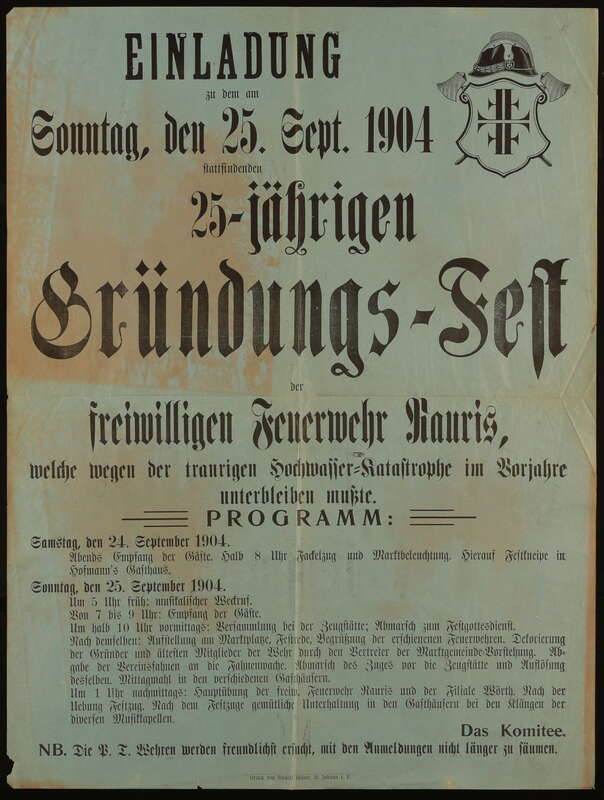 EINLADUNG
zu dem am
Sonntag, den 25. Sept. 1904
stattfindenden
25-jährigen
Gründungs-Fest
der
freiwilligen Feuerwehr Rauris,
welche wegen der traurigen Hochwasser-Katastrophe im Vorjahre
unterbleiben mußte.
PROGRAMM:
Samstag, den 24. September 1904.
Abends Empfang der Gäste. Halb 8 Uhr Fackelzug und Marktbeleuchtung. Hierauf Festkneipe in
Hofmann's Gasthaus.
Sonntag, den 25. September 1904.
Um 5 Uhr früh: musikalischer Weckruf.
Von 7 bis 9 Uhr: Empfang der Gäste.
Um halb 10 Uhr vormittags: Versammlung bei der Zeugstätte; Abmarsch zum Festgottesdienst.
Nach demselben: Aufstellung am Marktplatze, Festrede, Begrüßung der erschienenen Feuerwehren. Dekorierung
der Gründer und ältesten Mitglieder der Wehr durch den Vertreter der Marktgemeinde-Vorstehung. Ab-
gabe der Vereinsfahnen an die Fahnenwache. Abmarsch des Zuges vor die Zeugstätte und Auflösung
desselben. Mittagmahl in den verschiedenen Gasthäusern.
Um 1 Uhr nachmittags: Hauptübung der freiw. Feuerwehr Rauris und der Filiale Wörth. Nach der
Uebung Festzug. Nach dem Festzuge gemütliche Unterhaltung in den Gasthäusern bei den Klängen der
diversen Musikkapellen.
Das Komitee.
NB. Die P. T. Wehren werden freundlichst ersucht, mit den Anmeldungen nicht länger zu säumen.
Druck von St. Johann i. P.